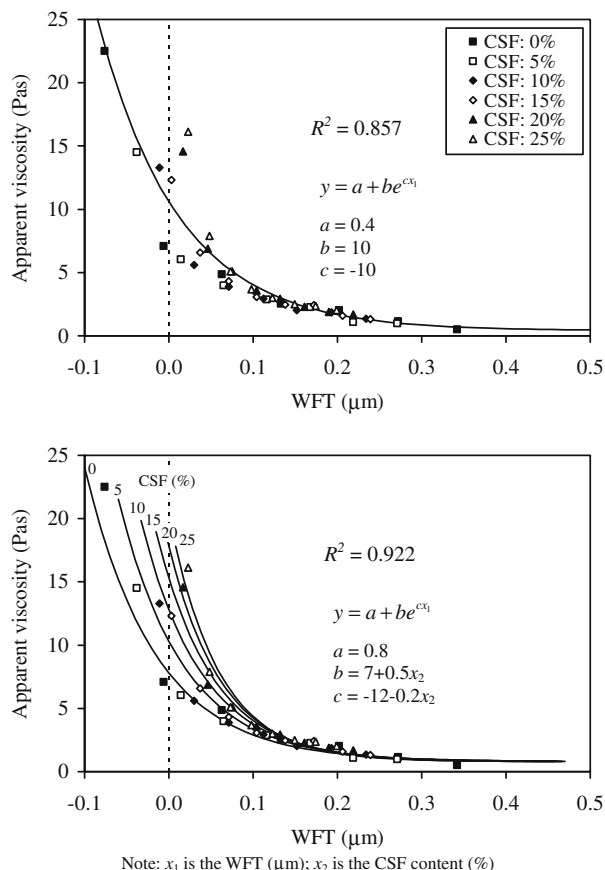 25
20
15
10
5
0
Apparent viscosity (Pas)
CSF: 0%
CSF: 5%
CSF: 10%
CSF: 15%
CSF: 20%
CSF: 25%
R² = 0.857
y = a + be^{cx₁}
a = 0.4
b = 10
c = -10
-0.1 0.0 0.1 0.2 0.3 0.4 0.5
WFT (μm)
25
20
15
10
5
0
Apparent viscosity (Pas)
CSF (%)
0
5
10
15
20
25
R² = 0.922
y = a + be^{cx₁}
a = 0.8
b = 7+0.5x₂
c = -12-0.2x₂
-0.1 0.0 0.1 0.2 0.3 0.4 0.5
WFT (μm)
Note: x₁ is the WFT (μm); x₂ is the CSF content (%)